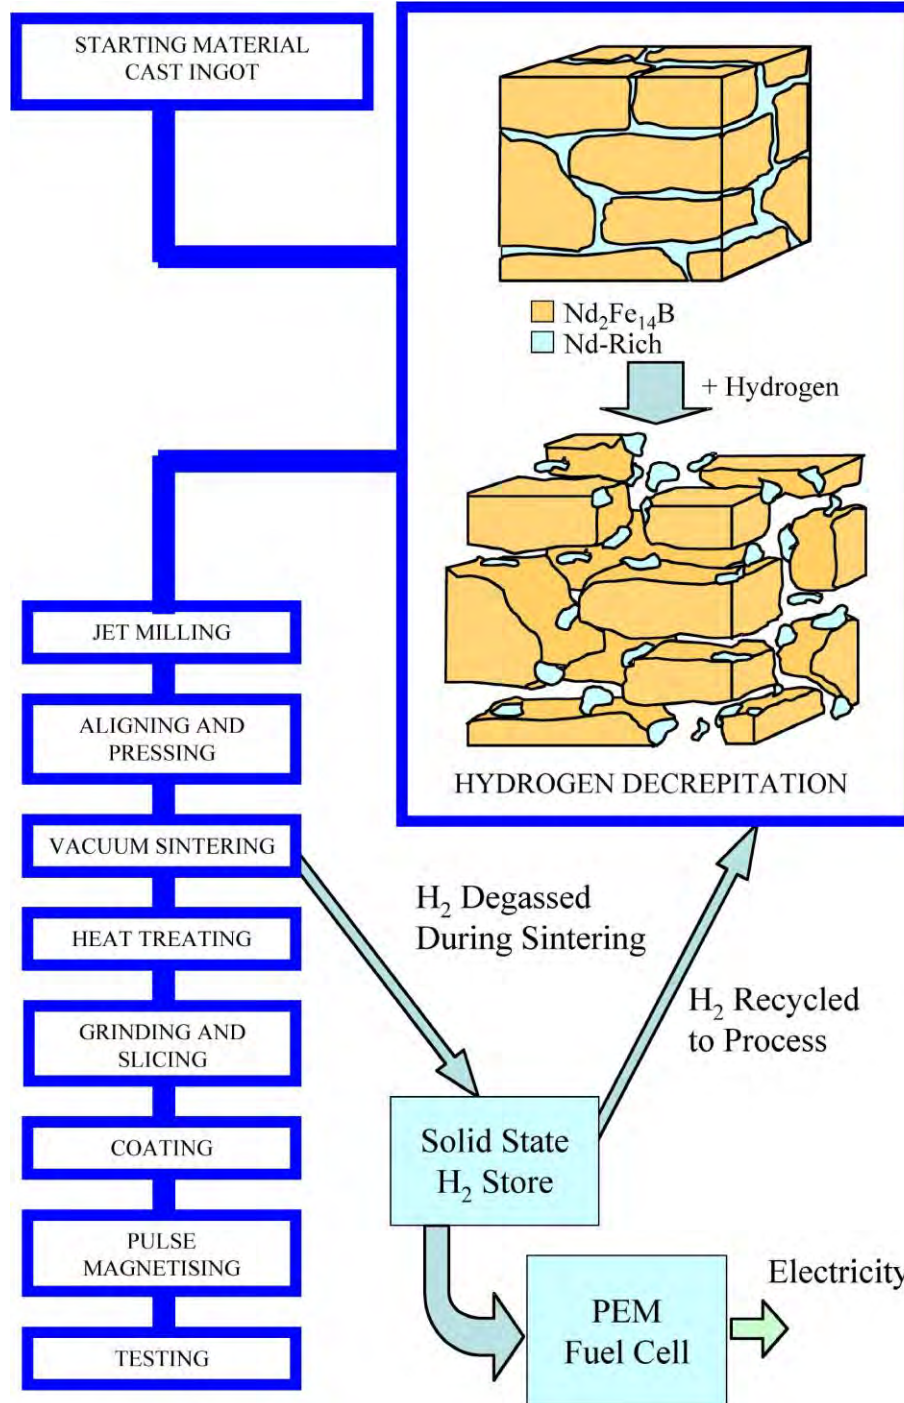 STARTING MATERIAL
CAST INGOT
Nd₂Fe₁₄B
Nd-Rich
+ Hydrogen
HYDROGEN DECREPITATION
JET MILLING
ALIGNING AND
PRESSING
VACUUM SINTERING
HEAT TREATING
GRINDING AND
SLICING
COATING
PULSE
MAGNETISING
TESTING
H₂ Degassed
During Sintering
H₂ Recycled
to Process
Solid State
H₂ Store
PEM
Fuel Cell
Electricity